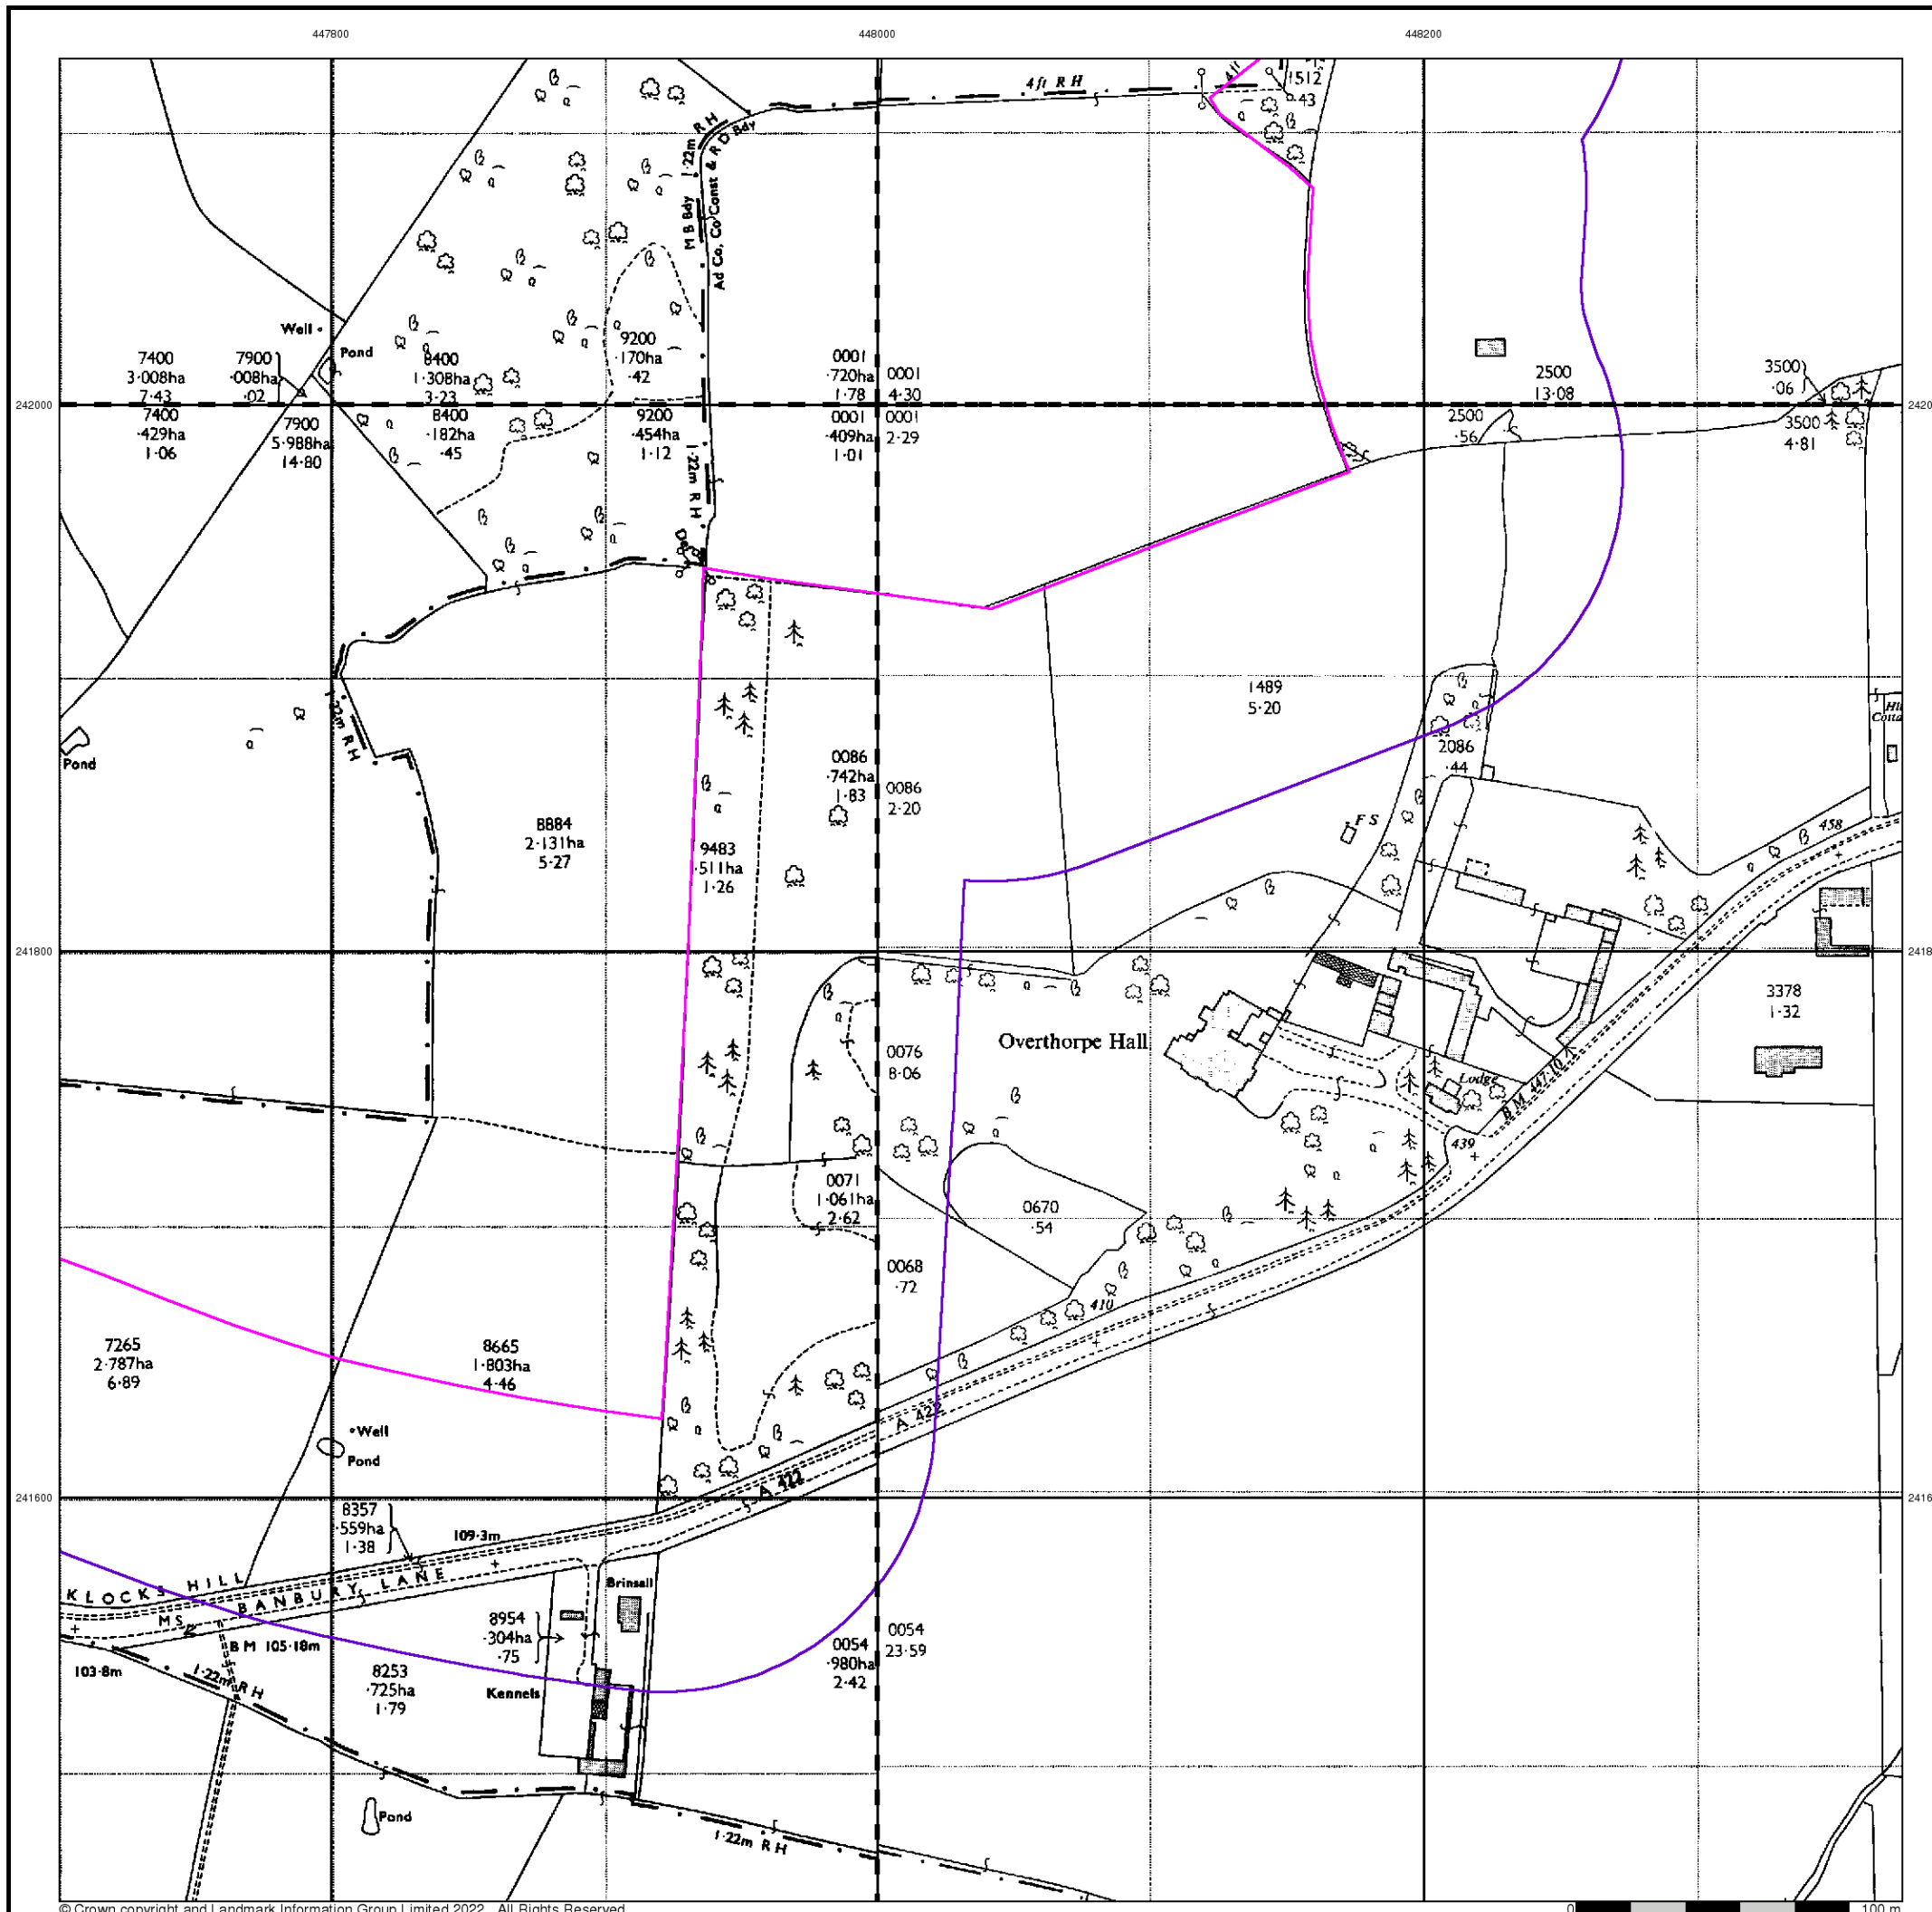 447800
448000
448200
4ft R H
4ft
1512
·43
1·22m R H
M B Bdy
Ad Co, Co Const & R D Bdy
Well
Pond
7400
3·008ha
7·43
7900
·008ha
·02
8400
1·308ha
3·23
9200
·170ha
·42
0001
·720ha
1·78
0001
4·30
2500
13·08
3500
·06
242000
7400
·429ha
1·06
7900
5·988ha
14·80
8400
·182ha
·45
9200
·454ha
1·12
0001
·409ha
1·01
0001
2·29
2500
·56
3500
4·81
1·22m R H
1·22m R H
Pond
1489
5·20
2086
·44
0086
·742ha
1·83
0086
2·20
F S
458
8884
2·131ha
5·27
9483
·511ha
1·26
241800
3378
1·32
Overthorpe Hall
0076
8·06
Lodge
B M 447·10
439
0071
1·061ha
2·62
0670
·54
0068
·72
410
7265
2·787ha
6·89
8665
1·803ha
4·46
Well
Pond
A 422
A 422
241600
8357
·559ha
1·38
109·3m
KLOCKS HILL
BANBURY LANE
M S
B M 105·18m
103·8m
1·22m R H
Brinsall
8954
·304ha
·75
8253
·725ha
1·79
Kennels
0054
·980ha
2·42
0054
23·59
Pond
1·22m R H
© Crown copyright and Landmark Information Group Limited 2022. All Rights Reserved
0
100 m